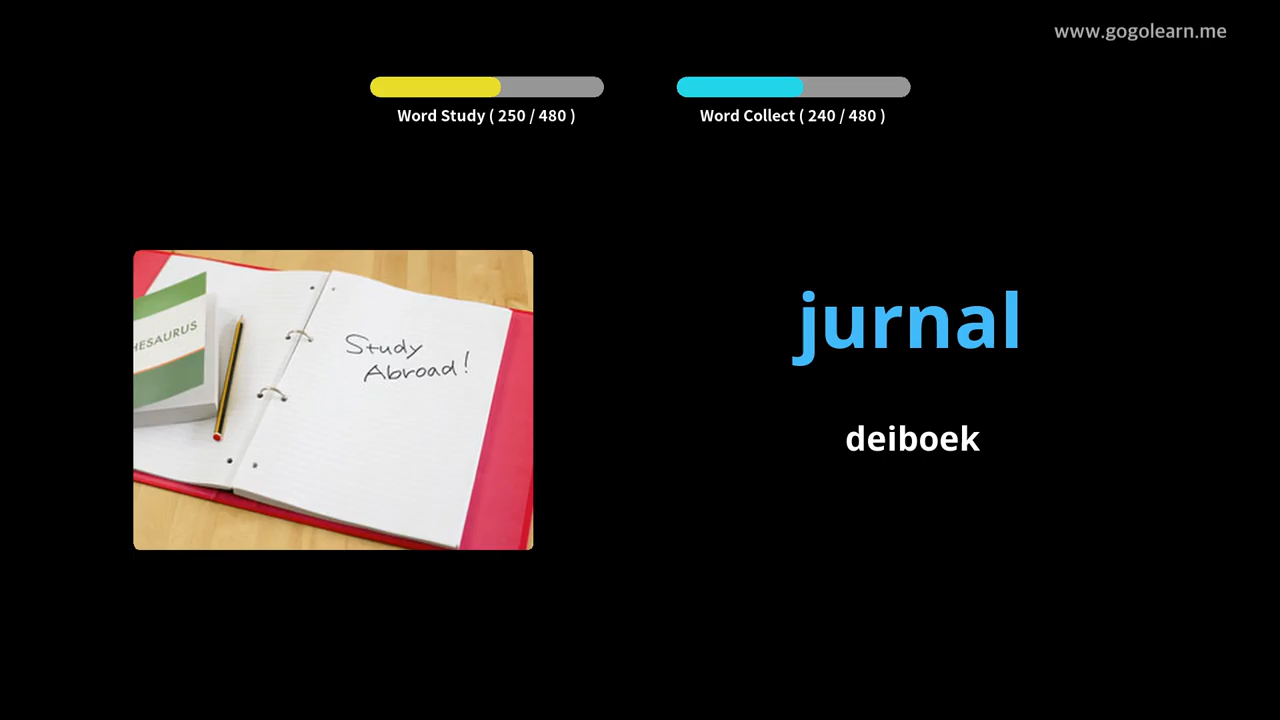 www.gogolearn.me
Word Study ( 250 / 480 )
Word Collect ( 240 / 480 )
HESAURUS
Study
Abroad!
jurnal
deiboek